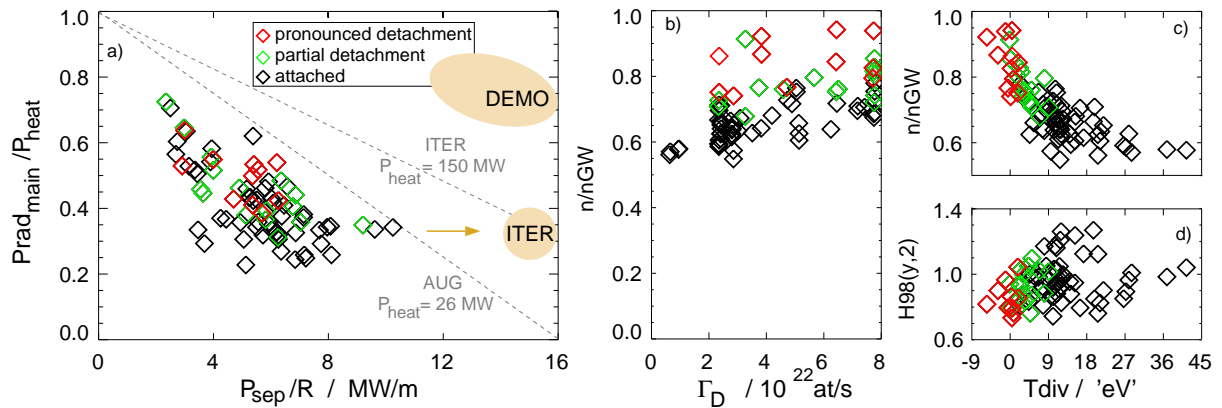 a)
pronounced detachment
partial detachment
attached
DEMO
ITER
P_heat = 150 MW
ITER
AUG
P_heat = 26 MW
1.0
0.8
0.6
0.4
0.2
0.0
Prad_main /P_heat
0 4 8 12 16
P_sep /R / MW/m
b)
1.0
0.8
0.6
0.4
0.2
0.0
n/nGW
0 2 4 6 8
Γ_D / 10 ^22 at/s
c)
1.0
0.8
0.6
n/nGW
d)
1.4
1.0
0.8
0.6
H98(y,2)
-9 0 9 18 27 36 45
Tdiv / 'eV'